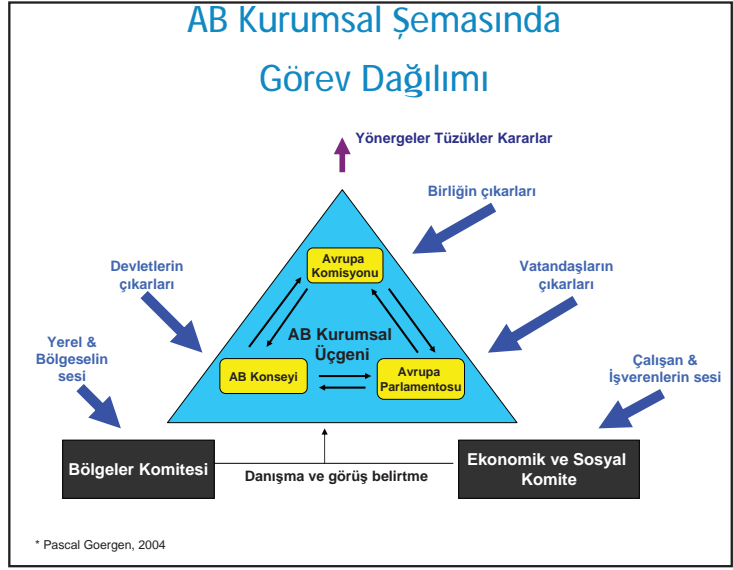 AB Kurumsal Şemasında
Görev Dağılımı
Yönergeler Tüzükler Kararlar
Birliğin çıkarları
Devletlerin
çıkarları
Avrupa
Komisyonu
Vatandaşların
çıkarları
Yerel &
Bölgeselin
sesi
AB Kurumsal
Üçgeni
AB Konseyi
Avrupa
Parlamentosu
Çalışan &
İşverenlerin sesi
Bölgeler Komitesi
Danışma ve görüş belirtme
Ekonomik ve Sosyal
Komite
* Pascal Goergen, 2004